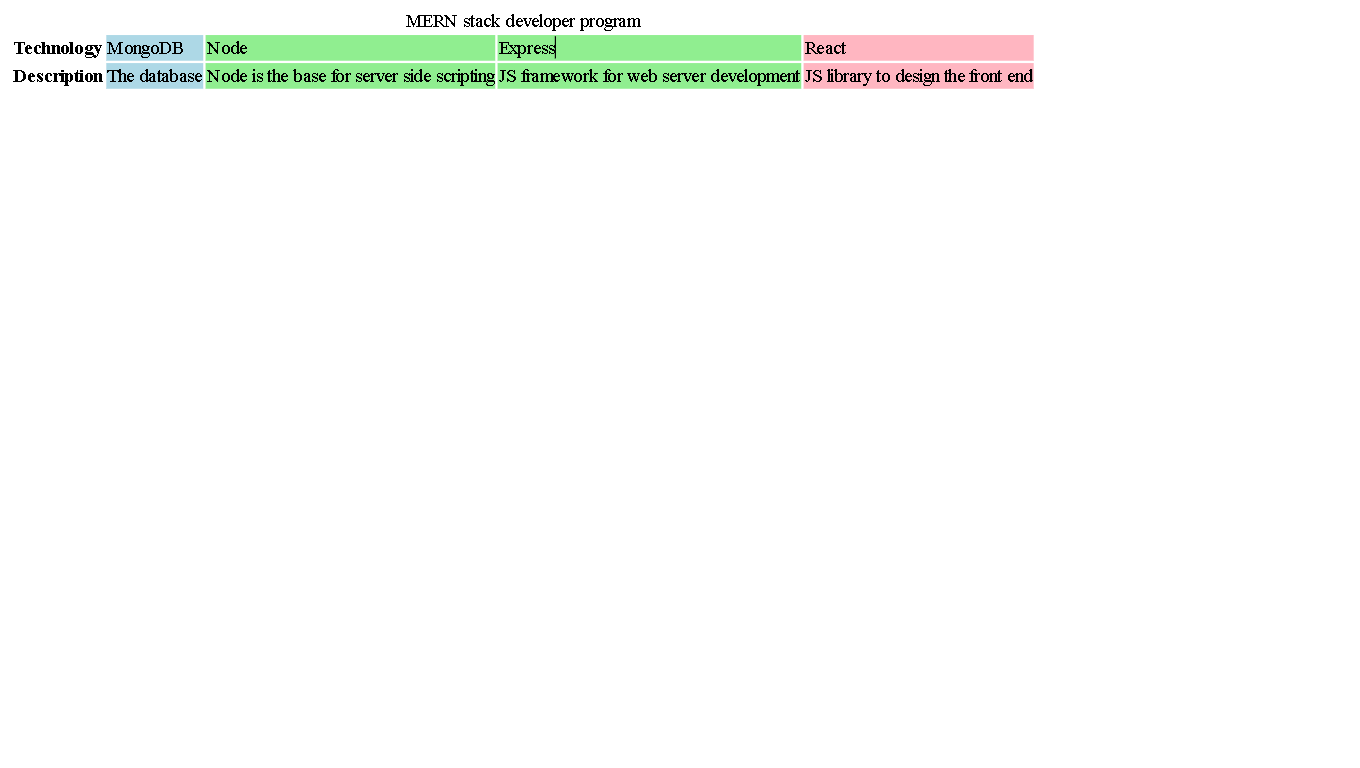 MERN stack developer program
Technology MongoDB Node Express React
Description The database Node is the base for server side scripting JS framework for web server development JS library to design the front end